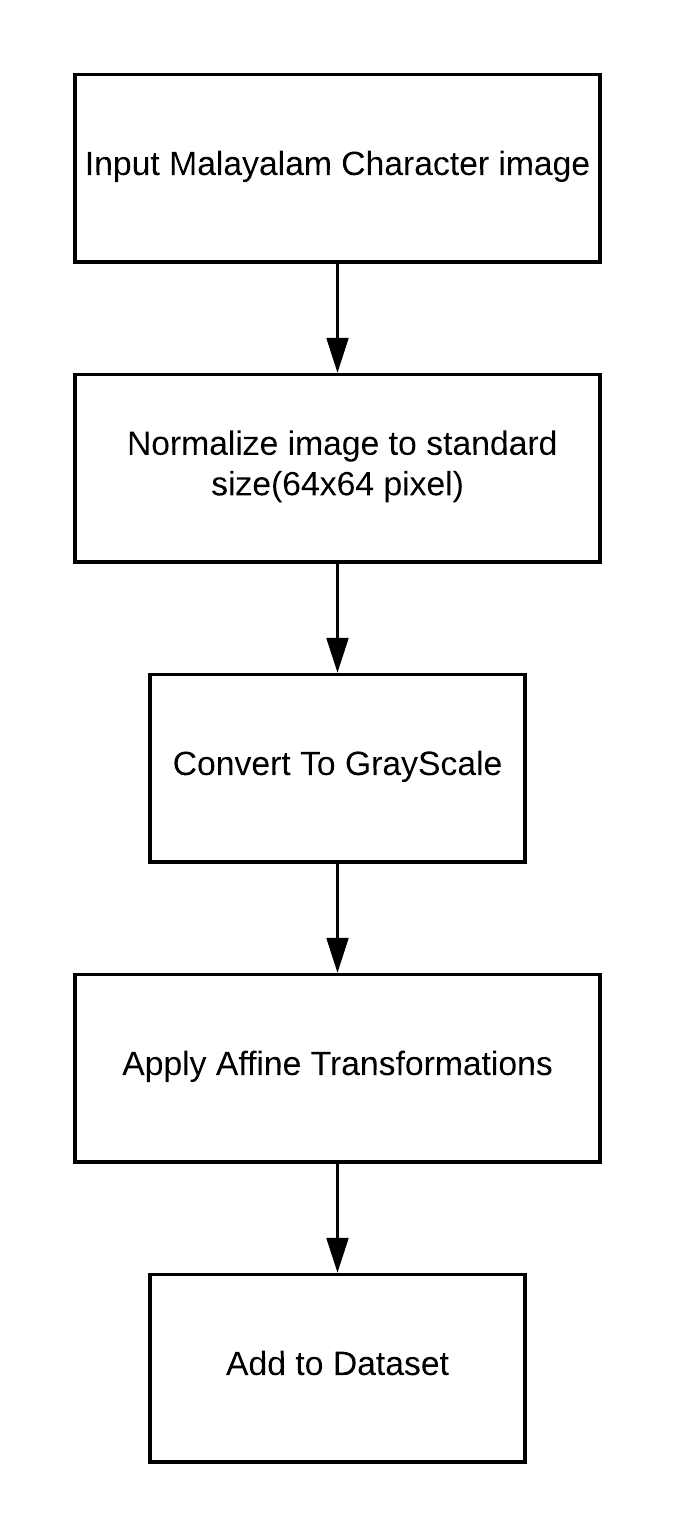 Input Malayalam Character image
Normalize image to standard
size(64x64 pixel)
Convert To GrayScale
Apply Affine Transformations
Add to Dataset